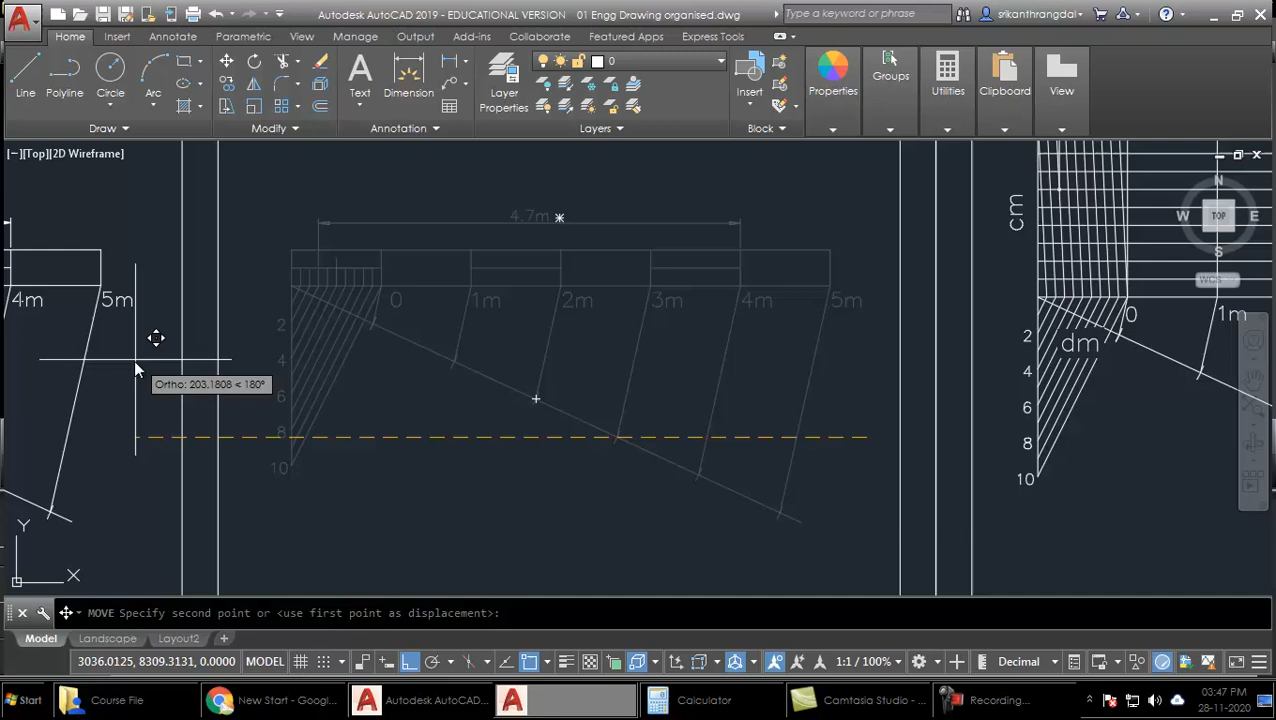 Autodesk AutoCAD 2019 - EDUCATIONAL VERSION 01 Engg Drawing organised.dwg
Type a keyword or phrase
srikanthrangdal
Home Insert Annotate Parametric View Manage Output Add-ins Collaborate Featured Apps Express Tools
Line Polyline Circle Arc
Text Dimension
Layer Properties
0
Insert
Properties Groups Utilities Clipboard View
Draw Modify Annotation Layers Block
[−][Top][2D Wireframe]
N
W TOP E
S
WCS
4.7m
cm
4m 5m
0 1m 2m 3m 4m 5m
0 1m
2
4
6
8
10
dm
2
4
6
8
10
Ortho: 203.1808 < 180°
Y
X
MOVE Specify second point or <use first point as displacement>:
Model Landscape Layout2 +
3036.0125, 8309.3131, 0.0000 MODEL 1:1 / 100% Decimal
Start Course File New Start - Googl... Autodesk AutoCAD... Calculator Camtasia Studio - ... Recording...
03:47 PM
28-11-2020